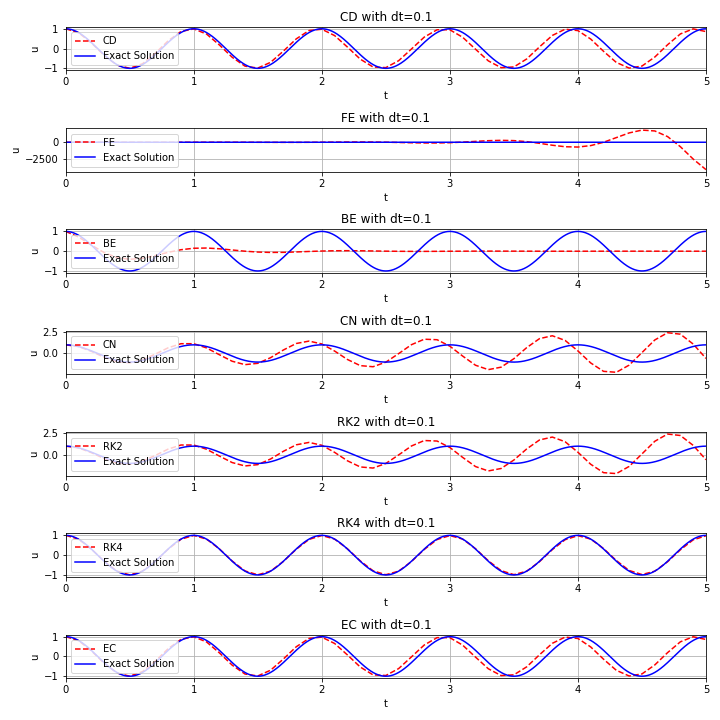 CD with dt=0.1
1
0
−1
u
CD
Exact Solution
0 1 2 3 4 5
t
FE with dt=0.1
0
−2500
u
FE
Exact Solution
0 1 2 3 4 5
t
BE with dt=0.1
1
0
−1
u
BE
Exact Solution
0 1 2 3 4 5
t
CN with dt=0.1
2.5
0.0
u
CN
Exact Solution
0 1 2 3 4 5
t
RK2 with dt=0.1
2.5
0.0
u
RK2
Exact Solution
0 1 2 3 4 5
t
RK4 with dt=0.1
1
0
−1
u
RK4
Exact Solution
0 1 2 3 4 5
t
EC with dt=0.1
1
0
−1
u
EC
Exact Solution
0 1 2 3 4 5
t